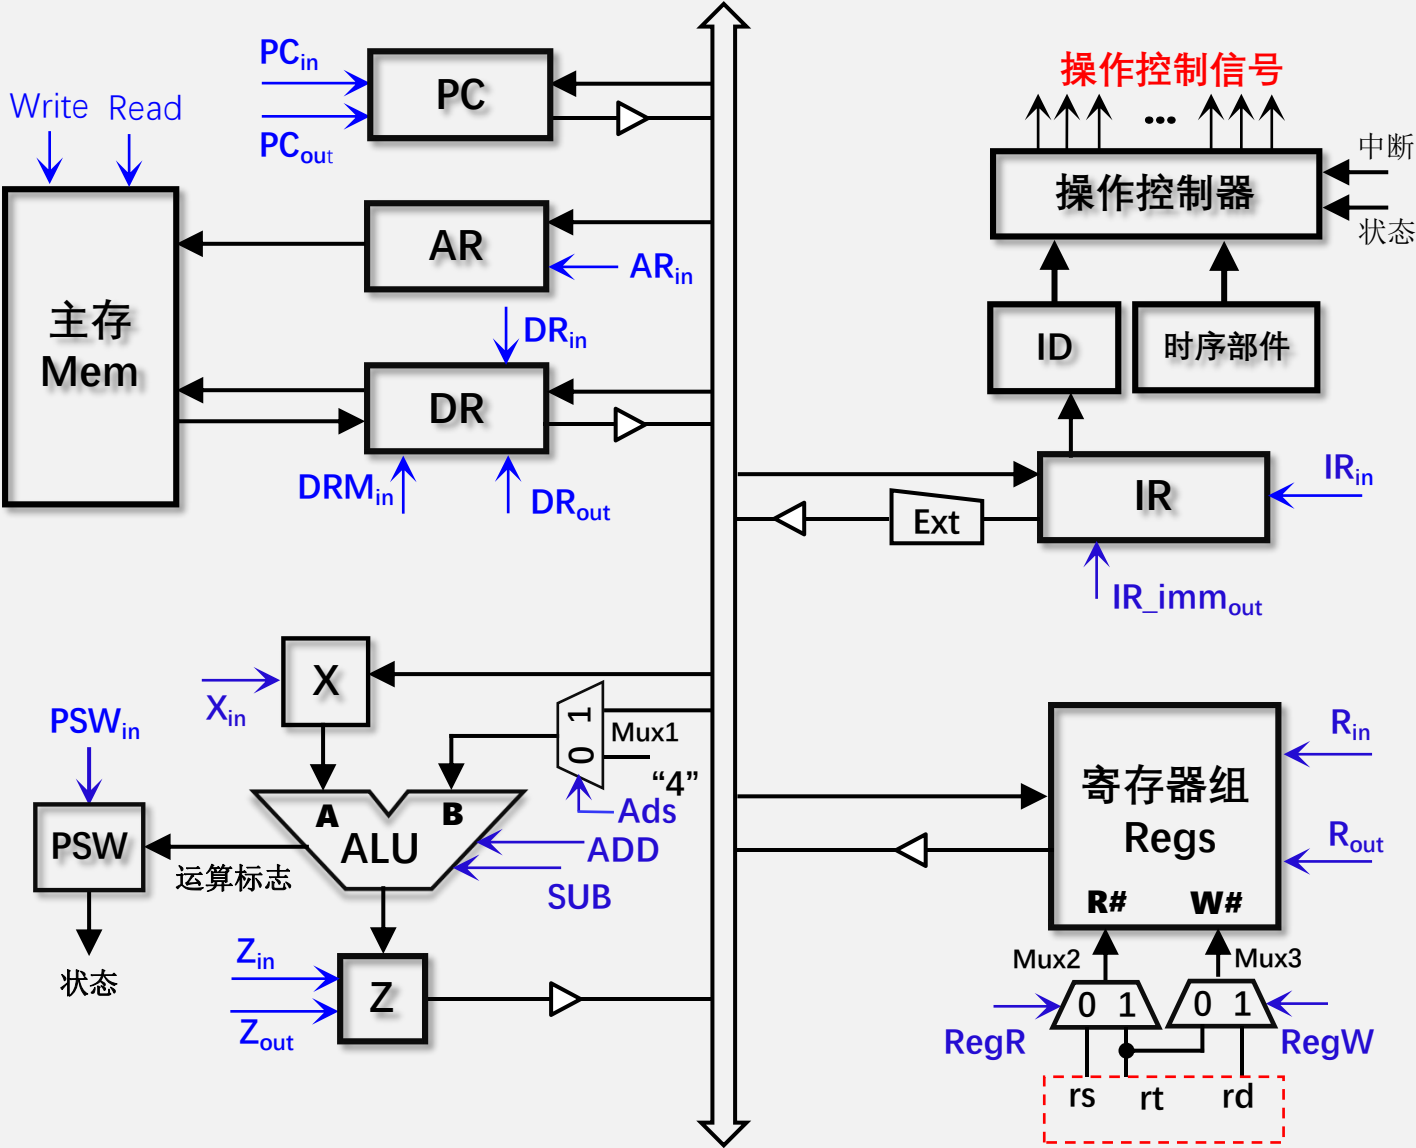 PCin
PC
PCout
Write
Read
操作控制信号
...
操作控制器
中断
状态
AR
ARin
主存
Mem
DRin
DR
DRMin
DRout
ID
时序部件
IR
IRin
Ext
IR_immout
X
Xin
1
0
Mux1
“4”
Ads
PSWin
PSW
A
B
ALU
ADD
SUB
运算标志
状态
Zin
Z
Zout
寄存器组
Regs
Rin
Rout
R#
W#
Mux2
Mux3
0 1
0 1
RegR
RegW
rs
rt
rd